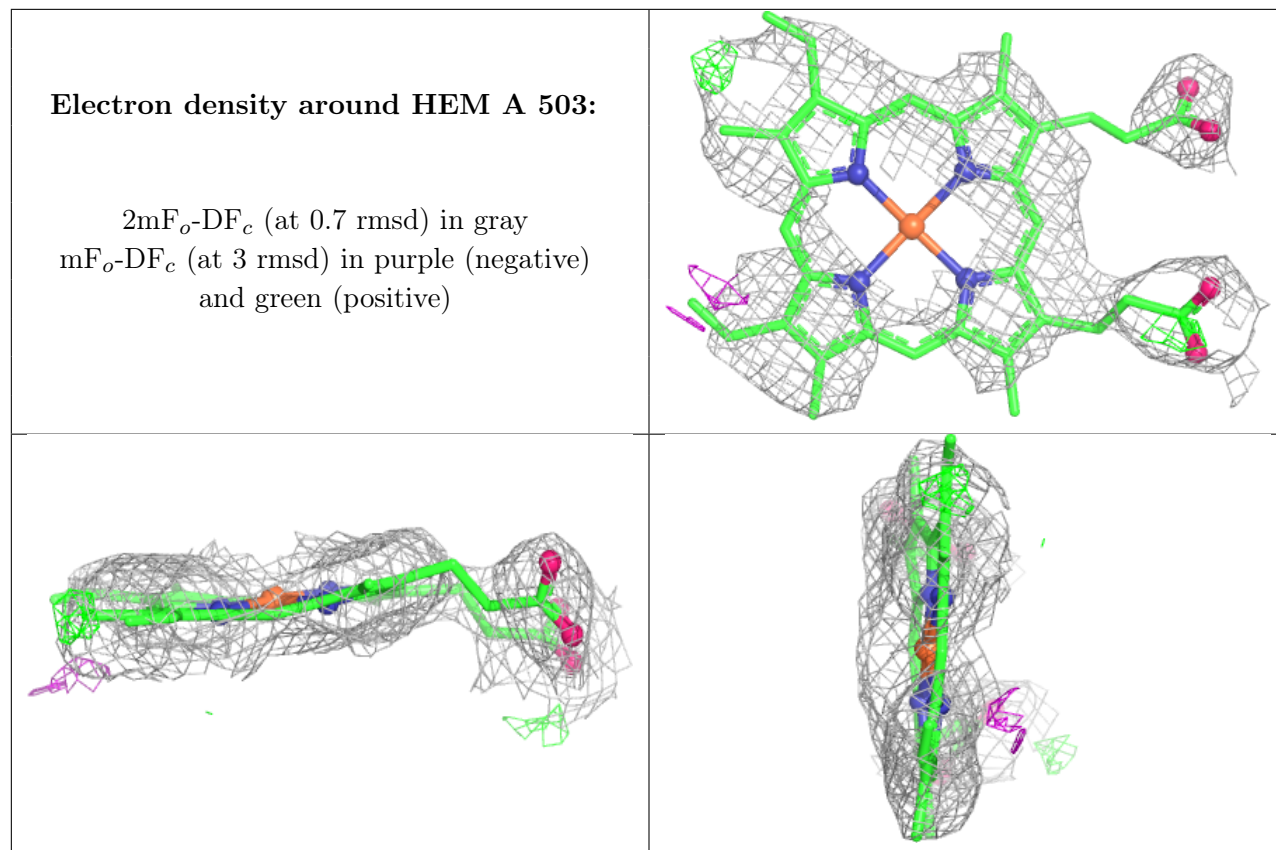 Electron density around HEM A 503:
2mFo-DFc (at 0.7 rmsd) in gray
mFo-DFc (at 3 rmsd) in purple (negative)
and green (positive)